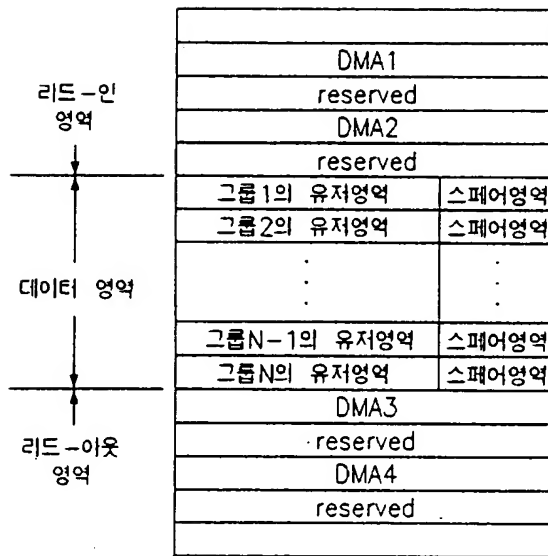 DMA1
reserved
DMA2
reserved
리드-인
영역
그룹1의 유저영역 스페어영역
그룹2의 유저영역 스페어영역
데이터 영역
그룹N-1의 유저영역 스페어영역
그룹N의 유저영역 스페어영역
리드-아웃
영역
DMA3
reserved
DMA4
reserved